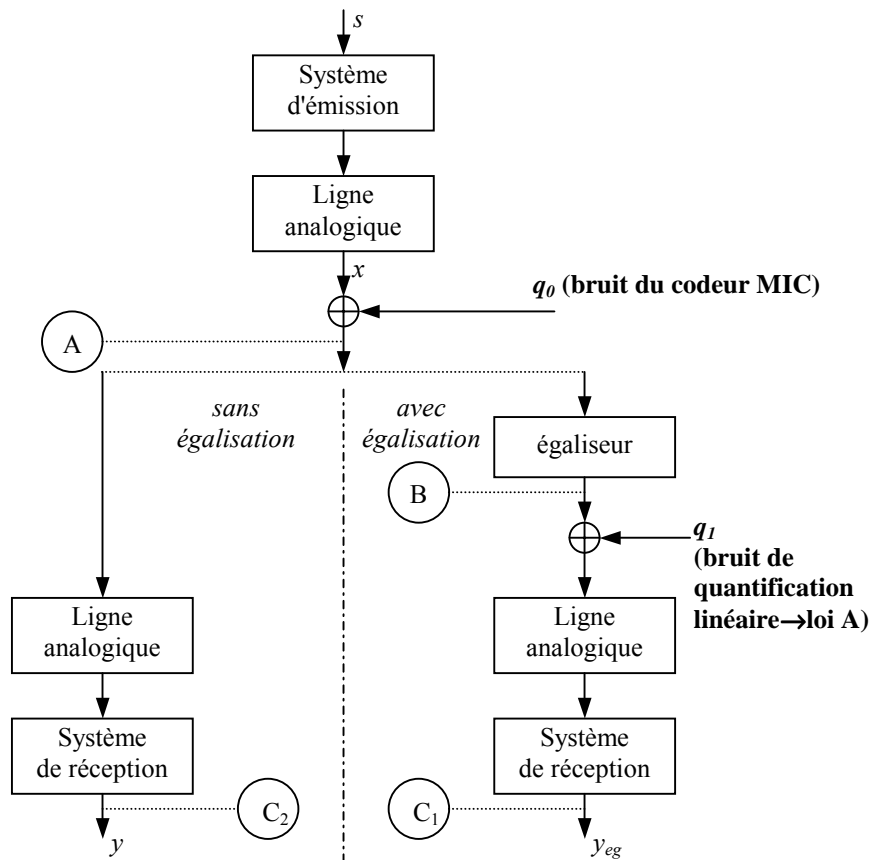 s
Système
d'émission
Ligne
analogique
x
q0 (bruit du codeur MIC)
A
sans
égalisation
avec
égalisation
égaliseur
B
q1
(bruit de
quantification
linéaire→loi A)
Ligne
analogique
Ligne
analogique
Système
de réception
Système
de réception
C2
C1
y
yeg